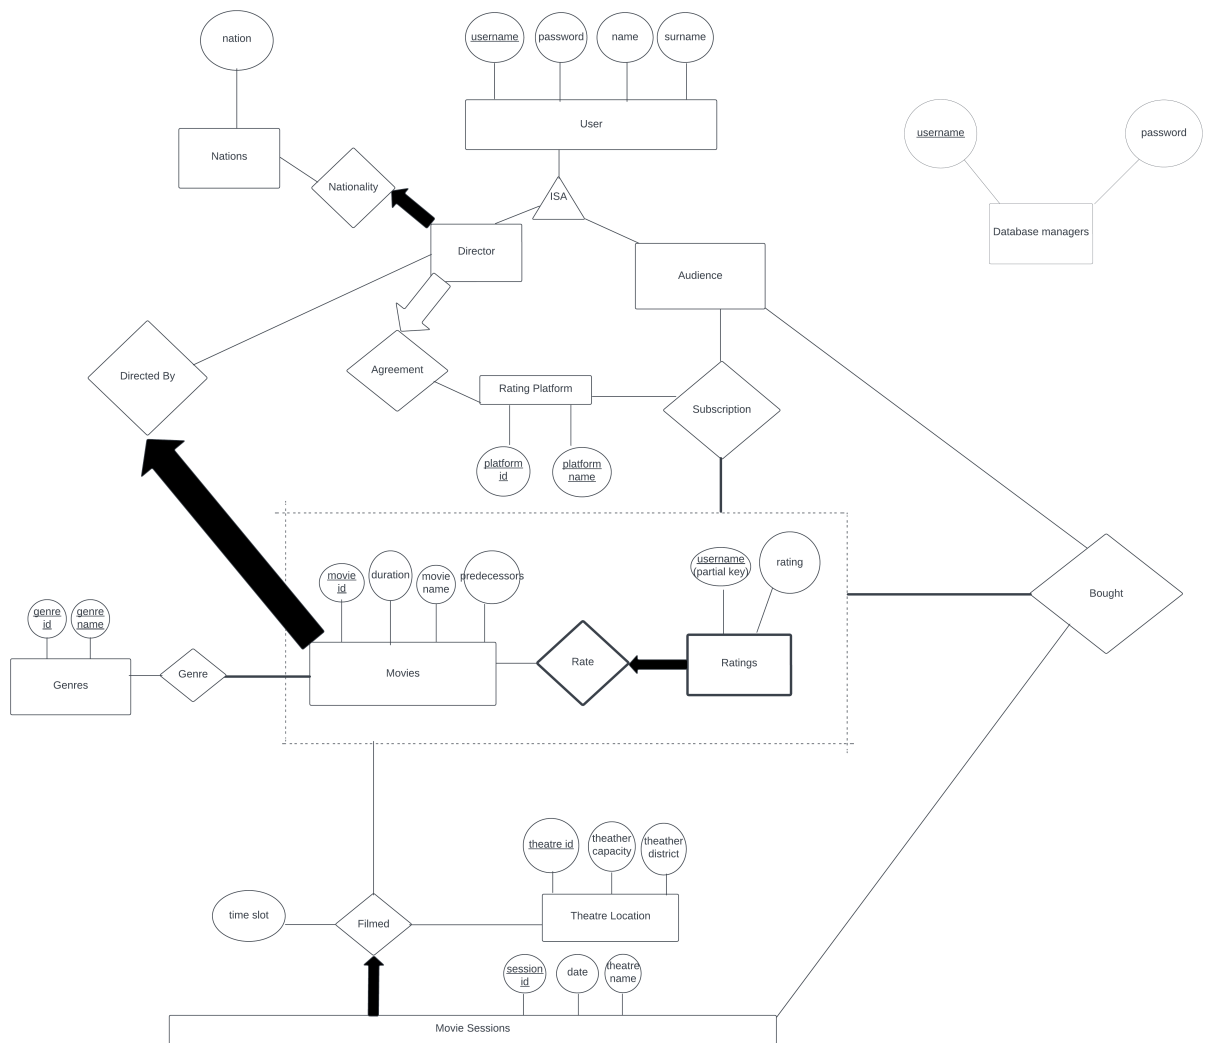 nation
username
password
name
surname
User
username
password
Nations
Nationality
ISA
Database managers
Director
Audience
Directed By
Agreement
Rating Platform
Subscription
platform
id
platform
name
movie
id
duration
movie
name
predecessors
username
(partial key)
rating
Bought
genre
id
genre
name
Genres
Genre
Movies
Rate
Ratings
theatre id
theather
capacity
theather
district
time slot
Filmed
Theatre Location
session
id
date
theatre
name
Movie Sessions